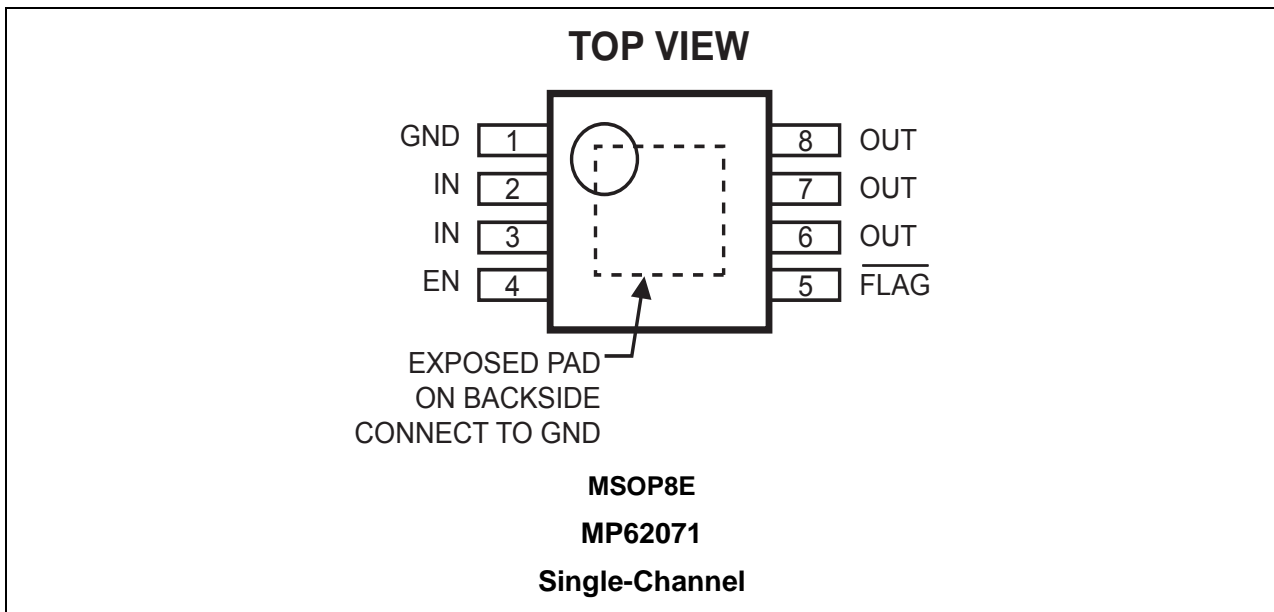 TOP VIEW
GND 1 8 OUT
IN 2 7 OUT
IN 3 6 OUT
EN 4 5 FLAG
EXPOSED PAD
ON BACKSIDE
CONNECT TO GND
MSOP8E
MP62071
Single-Channel